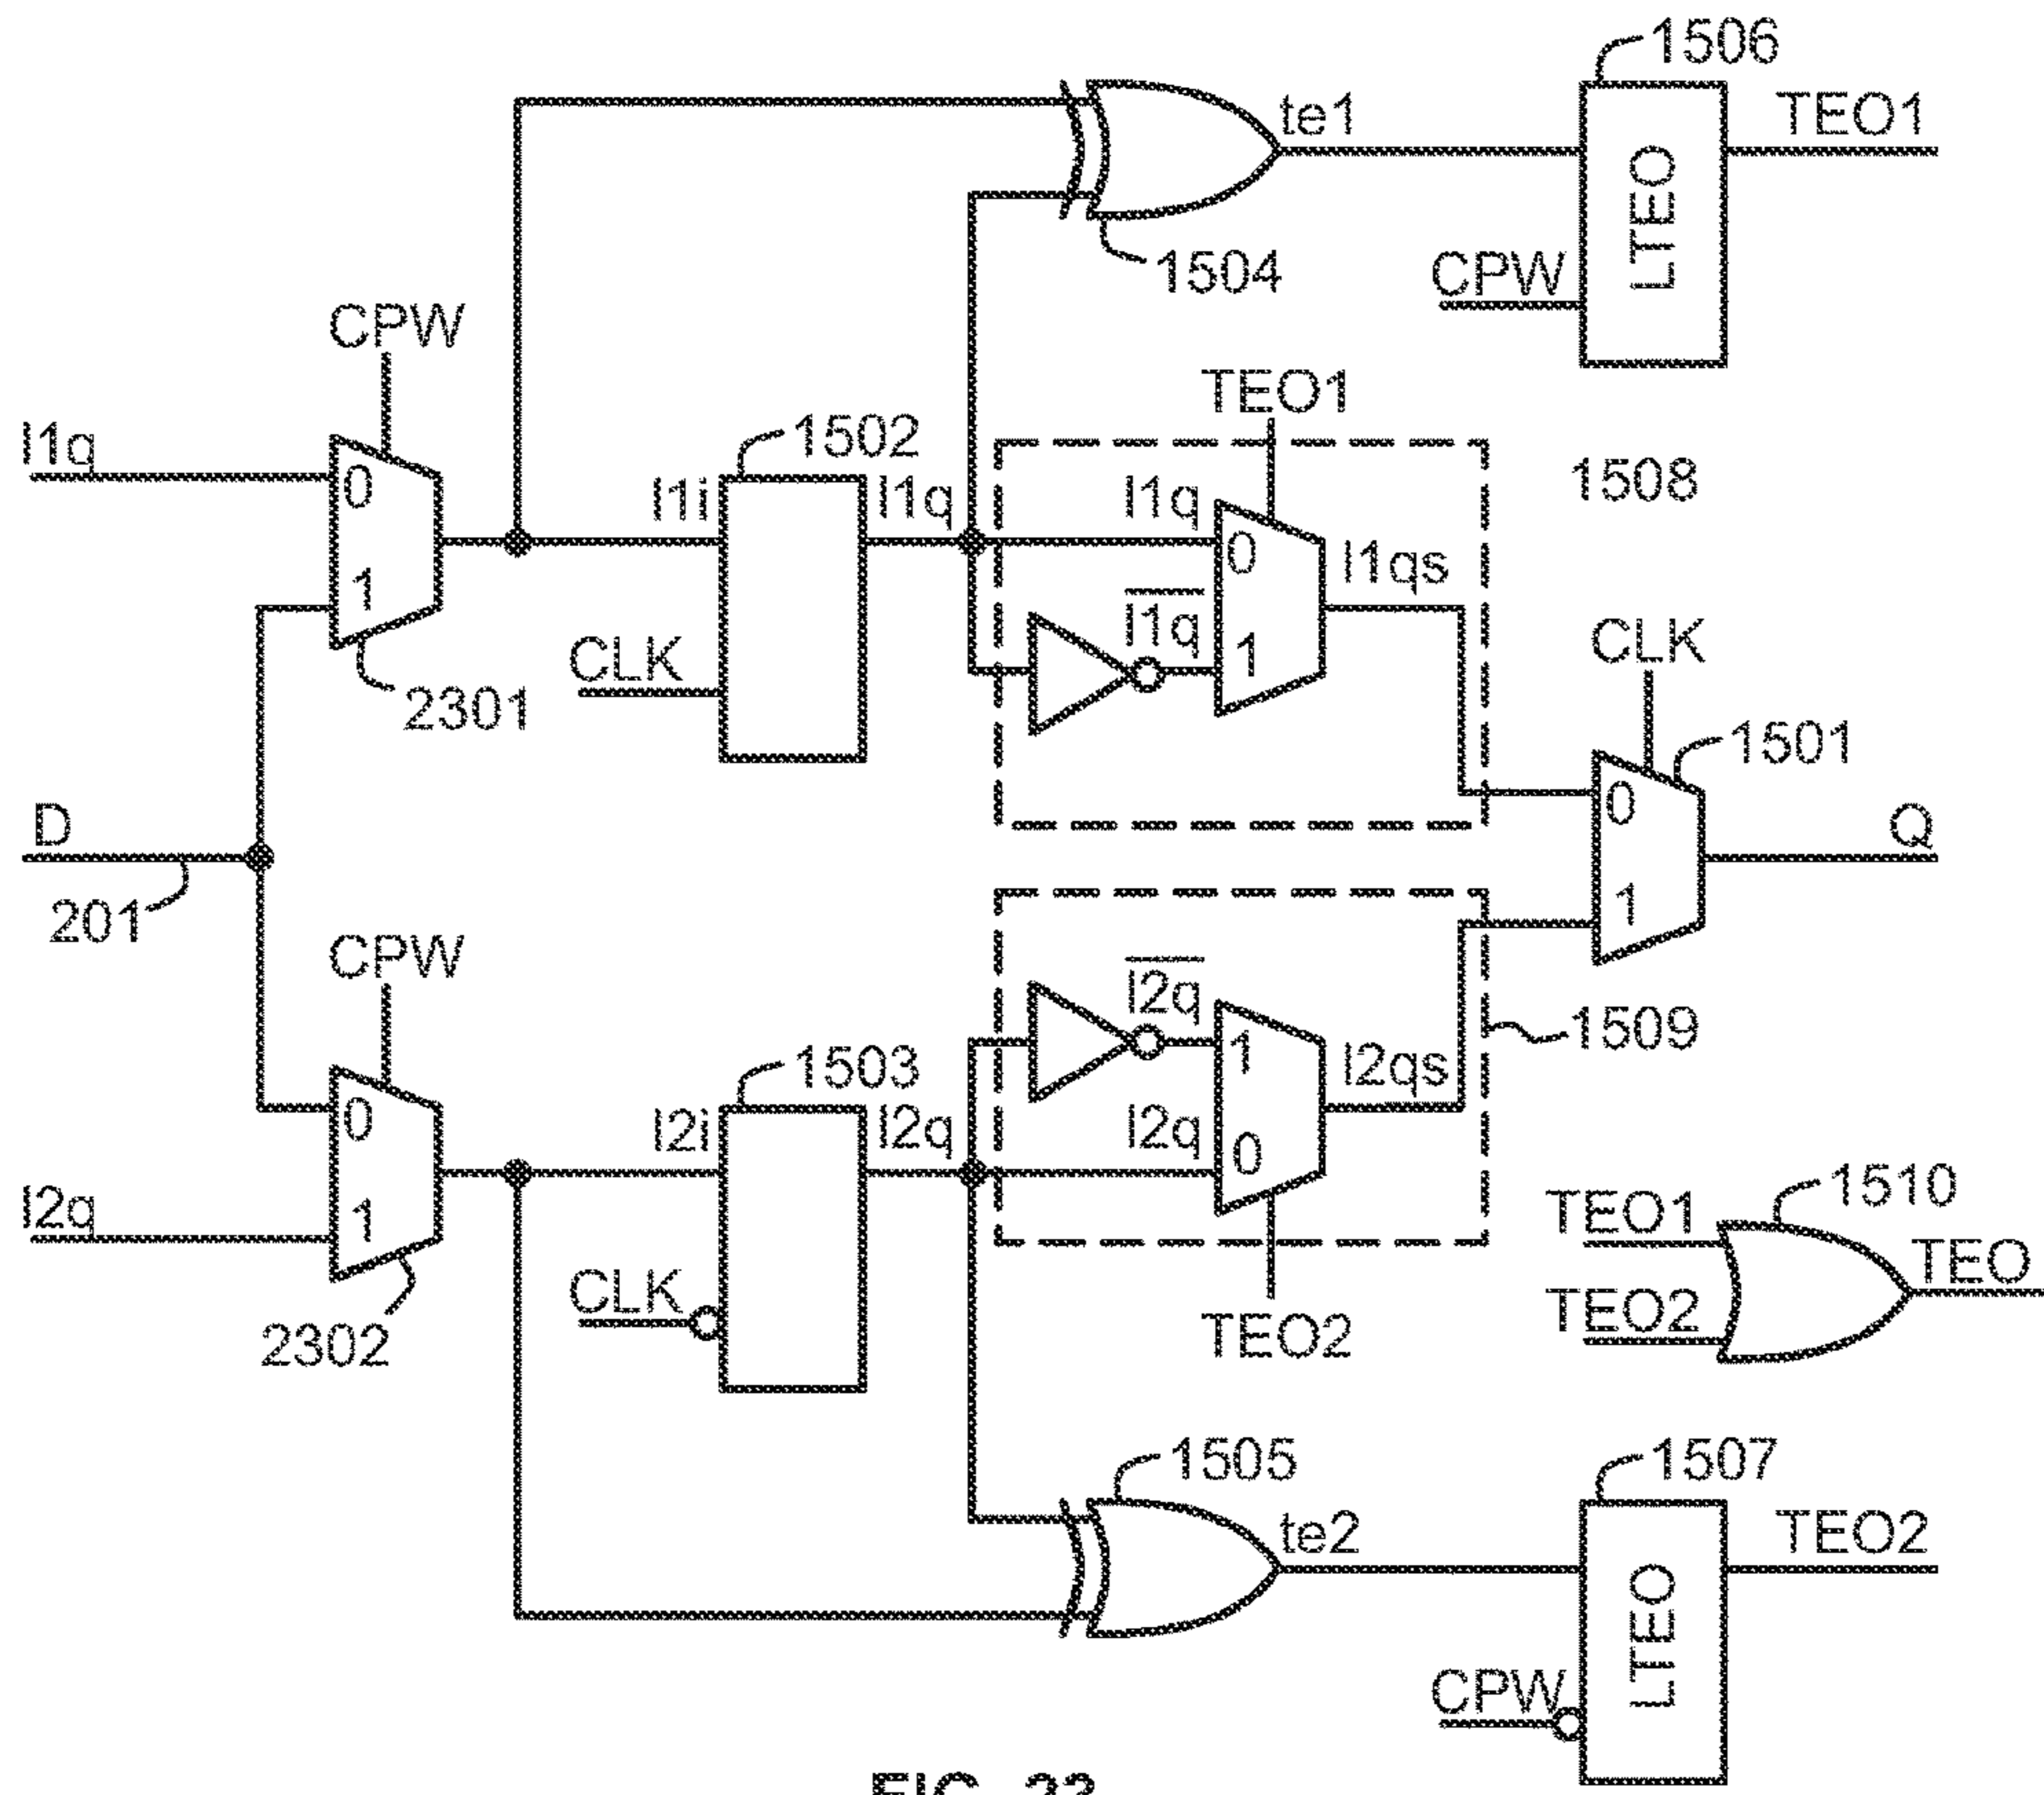 1506
te1
TEO1
LTEO
1504
CPW
CPW
TEO1
l1q
1502
1508
0
l1i
l1q
l1q
0
l1qs
1
l1q
1
CLK
CLK
2301
1501
D
0
Q
201
1
CPW
l2q
1509
1
l2qs
0
1503
l2i
l2q
l2q
0
1510
l2q
1
TEO1
TEO
CLK
TEO2
TEO2
2302
1505
1507
te2
TEO2
LTEO
CPW
FIG. 23